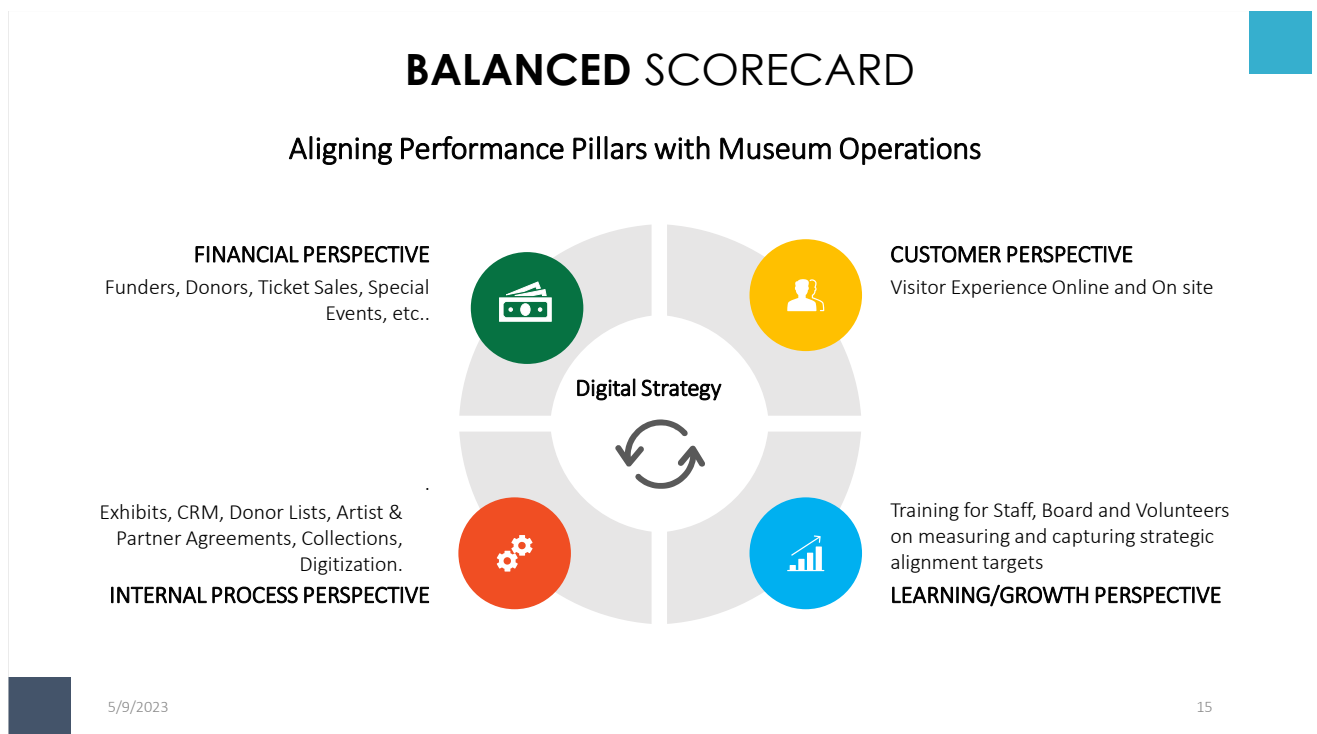 BALANCED SCORECARD
Aligning Performance Pillars with Museum Operations
FINANCIAL PERSPECTIVE
Funders, Donors, Ticket Sales, Special
Events, etc..
CUSTOMER PERSPECTIVE
Visitor Experience Online and On site
Digital Strategy
.
Exhibits, CRM, Donor Lists, Artist &
Partner Agreements, Collections,
Digitization.
INTERNAL PROCESS PERSPECTIVE
Training for Staff, Board and Volunteers
on measuring and capturing strategic
alignment targets
LEARNING/GROWTH PERSPECTIVE
5/9/2023
15